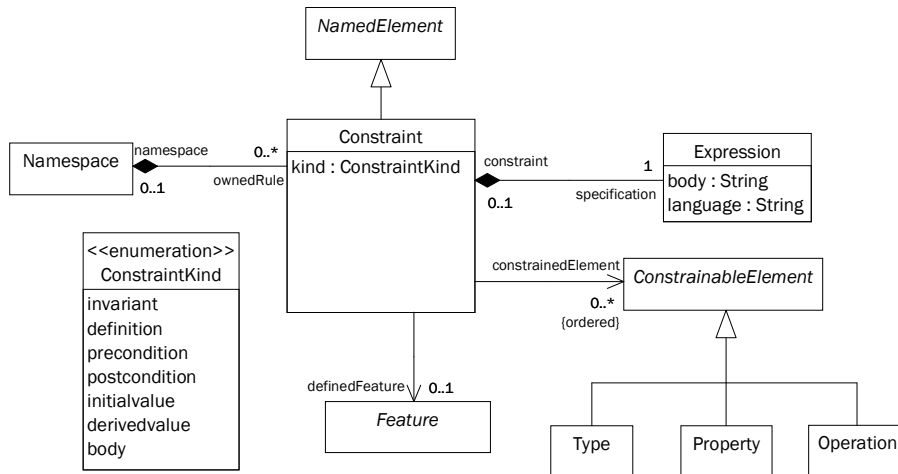 NamedElement
Namespace
namespace
0..1
0..*
ownedRule
Constraint
kind : ConstraintKind
constraint
0..1
1
specification
Expression
body : String
language : String
<<enumeration>>
ConstraintKind
invariant
definition
precondition
postcondition
initialvalue
derivedvalue
body
constrainedElement
0..*
{ordered}
ConstrainableElement
definedFeature
0..1
Feature
Type
Property
Operation